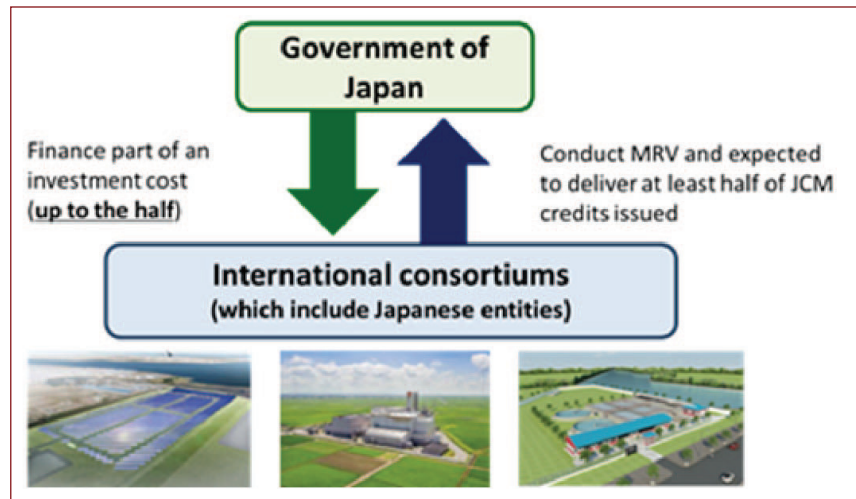 Government of
Japan
Finance part of an
investment cost
(up to the half)
Conduct MRV and expected
to deliver at least half of JCM
credits issued
International consortiums
(which include Japanese entities)